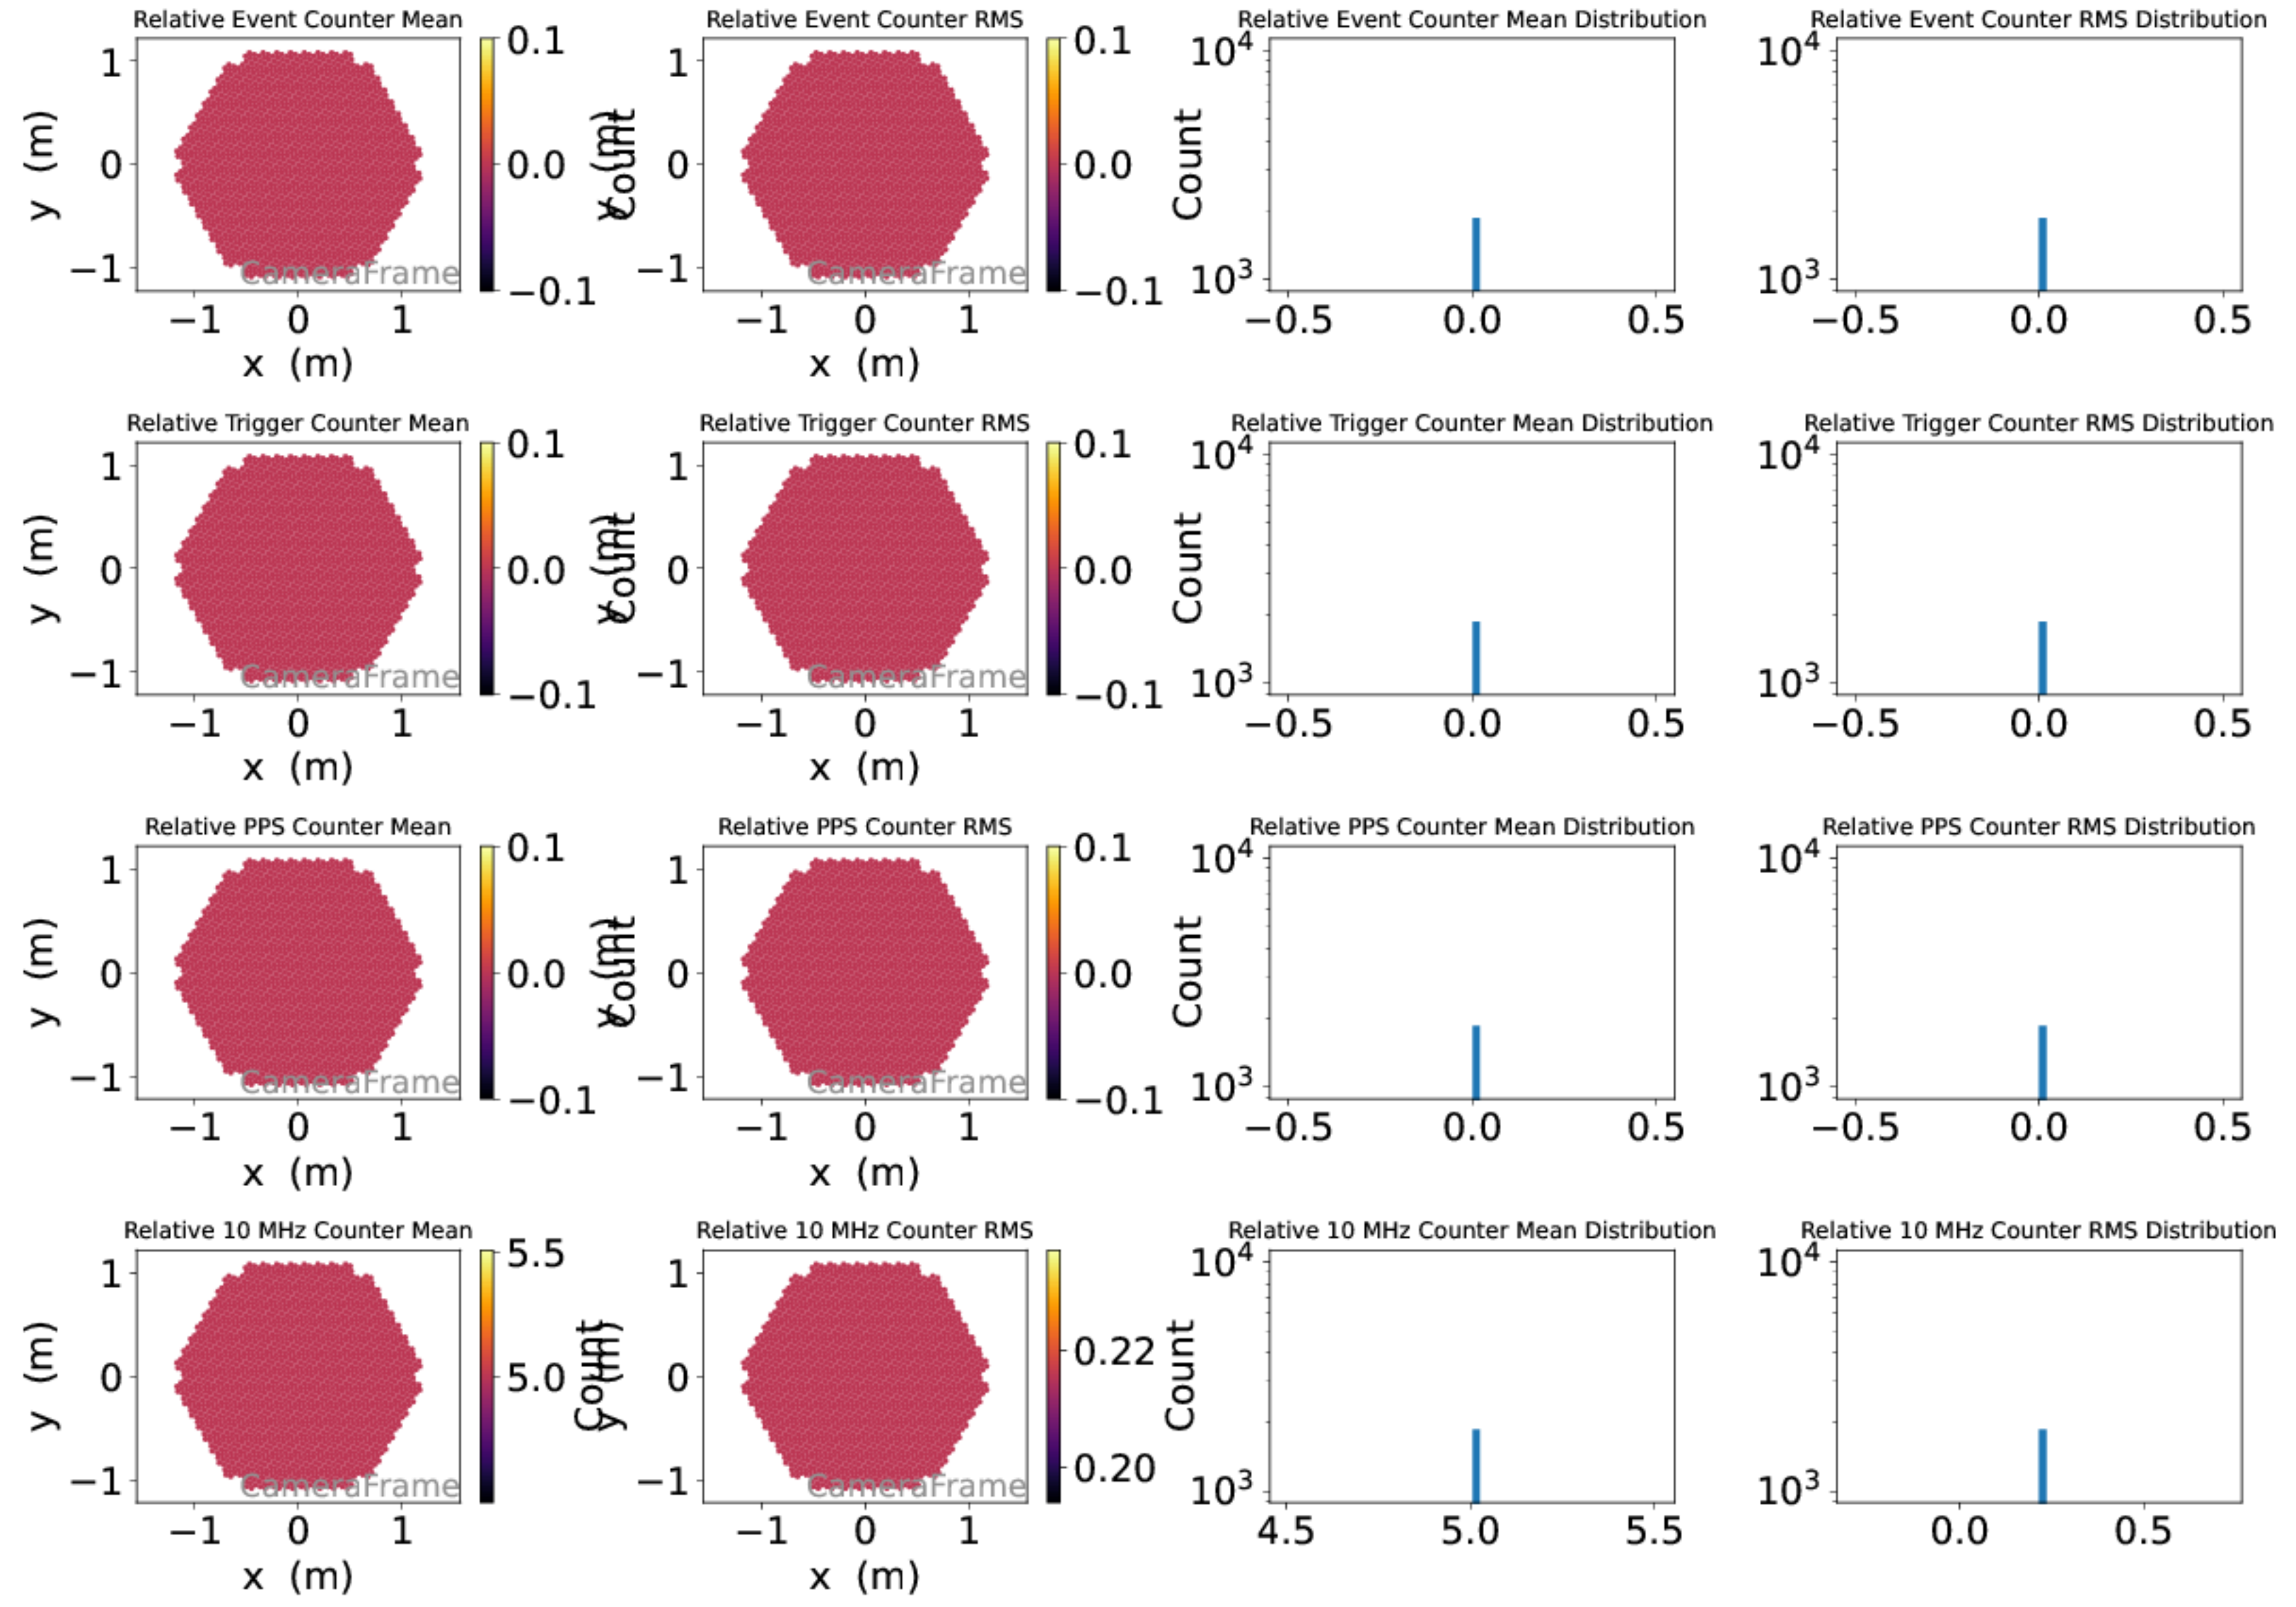 Relative Event Counter Mean
Relative Event Counter RMS
Relative Event Counter Mean Distribution
Relative Event Counter RMS Distribution
y (m)
1
0
−1
CameraFrame
−1 0 1
x (m)
0.1
0.0
−0.1
Count
y (m)
1
0
−1
CameraFrame
−1 0 1
x (m)
0.1
0.0
−0.1
Count
10⁴
10³
−0.5 0.0 0.5
10⁴
10³
−0.5 0.0 0.5
Relative Trigger Counter Mean
Relative Trigger Counter RMS
Relative Trigger Counter Mean Distribution
Relative Trigger Counter RMS Distribution
y (m)
1
0
−1
CameraFrame
−1 0 1
x (m)
0.1
0.0
−0.1
Count
y (m)
1
0
−1
CameraFrame
−1 0 1
x (m)
0.1
0.0
−0.1
Count
10⁴
10³
−0.5 0.0 0.5
10⁴
10³
−0.5 0.0 0.5
Relative PPS Counter Mean
Relative PPS Counter RMS
Relative PPS Counter Mean Distribution
Relative PPS Counter RMS Distribution
y (m)
1
0
−1
CameraFrame
−1 0 1
x (m)
0.1
0.0
−0.1
Count
y (m)
1
0
−1
CameraFrame
−1 0 1
x (m)
0.1
0.0
−0.1
Count
10⁴
10³
−0.5 0.0 0.5
10⁴
10³
−0.5 0.0 0.5
Relative 10 MHz Counter Mean
Relative 10 MHz Counter RMS
Relative 10 MHz Counter Mean Distribution
Relative 10 MHz Counter RMS Distribution
y (m)
1
0
−1
CameraFrame
−1 0 1
x (m)
5.5
5.0
Count
y (m)
1
0
−1
CameraFrame
−1 0 1
x (m)
0.22
0.20
Count
10⁴
10³
4.5 5.0 5.5
10⁴
10³
0.0 0.5